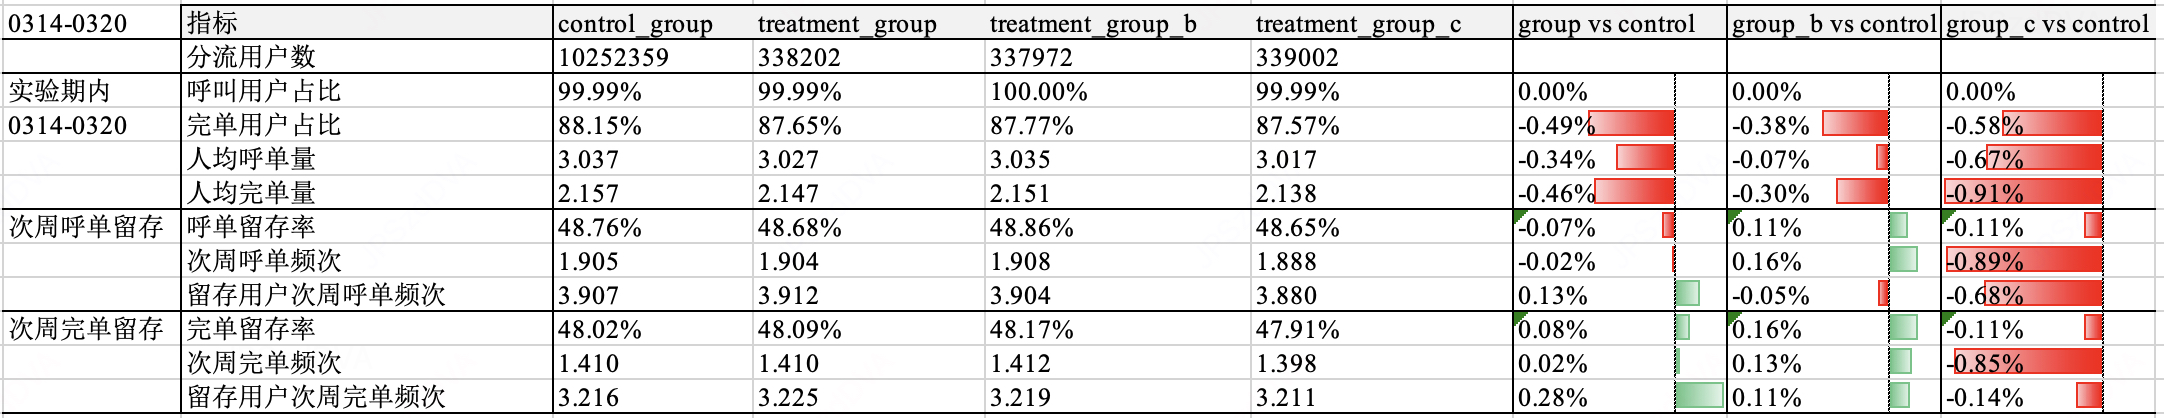 0314-0320 指标 control_group treatment_group treatment_group_b treatment_group_c group vs control group_b vs control group_c vs control
分流用户数 10252359 338202 337972 339002
实验期内 呼叫用户占比 99.99% 99.99% 100.00% 99.99% 0.00% 0.00% 0.00%
0314-0320 完单用户占比 88.15% 87.65% 87.77% 87.57% -0.49% -0.38% -0.58%
人均呼单量 3.037 3.027 3.035 3.017 -0.34% -0.07% -0.67%
人均完单量 2.157 2.147 2.151 2.138 -0.46% -0.30% -0.91%
次周呼单留存 呼单留存率 48.76% 48.68% 48.86% 48.65% -0.07% 0.11% -0.11%
次周呼单频次 1.905 1.904 1.908 1.888 -0.02% 0.16% -0.89%
留存用户次周呼单频次 3.907 3.912 3.904 3.880 0.13% -0.05% -0.68%
次周完单留存 完单留存率 48.02% 48.09% 48.17% 47.91% 0.08% 0.16% -0.11%
次周完单频次 1.410 1.410 1.412 1.398 0.02% 0.13% -0.85%
留存用户次周完单频次 3.216 3.225 3.219 3.211 0.28% 0.11% -0.14%